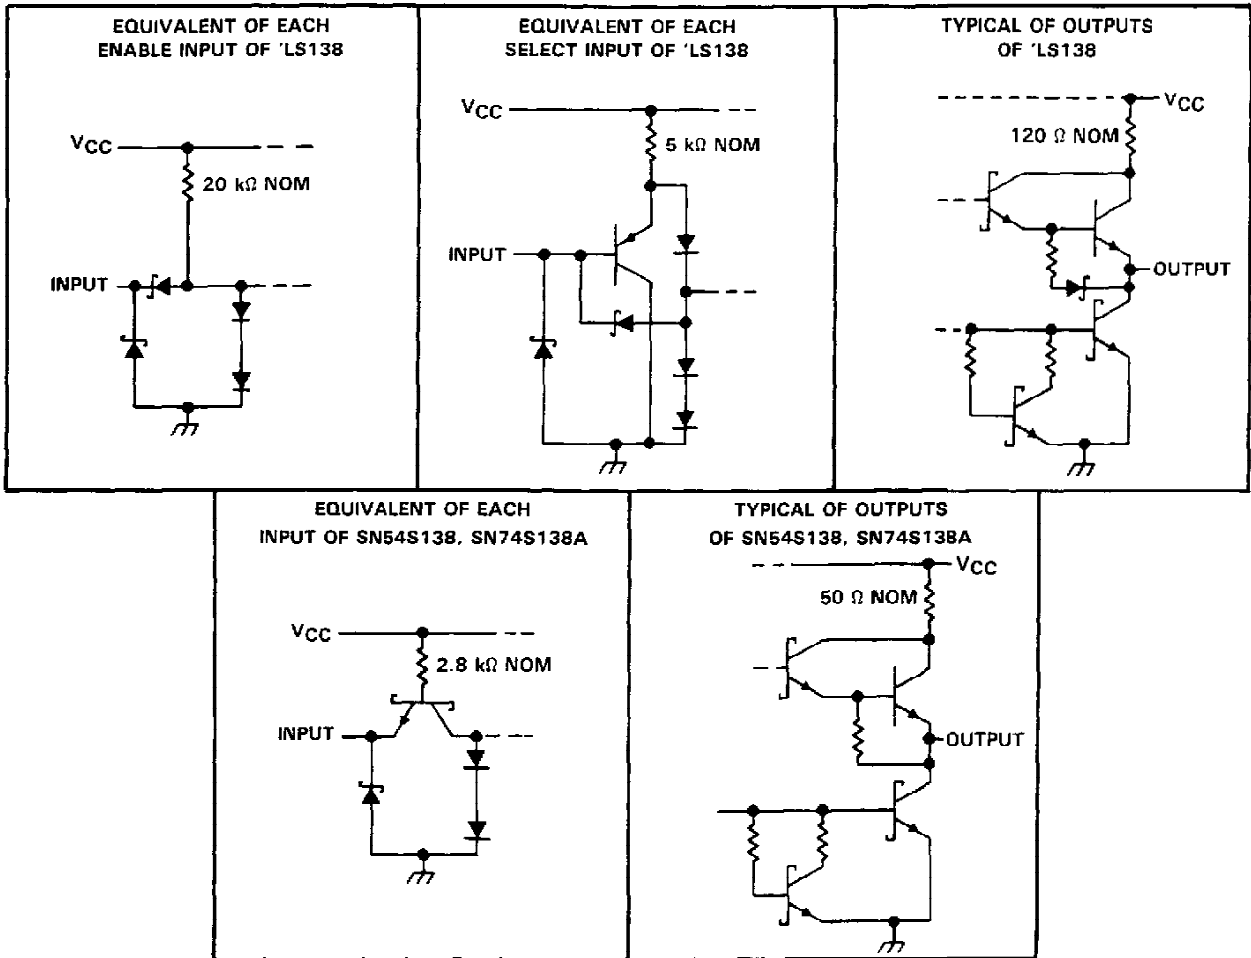 EQUIVALENT OF EACH
ENABLE INPUT OF 'LS138
VCC
20 kΩ NOM
INPUT
EQUIVALENT OF EACH
SELECT INPUT OF 'LS138
VCC
5 kΩ NOM
INPUT
TYPICAL OF OUTPUTS
OF 'LS138
VCC
120 Ω NOM
OUTPUT
EQUIVALENT OF EACH
INPUT OF SN54S138, SN74S138A
VCC
2.8 kΩ NOM
INPUT
TYPICAL OF OUTPUTS
OF SN54S138, SN74S138A
VCC
50 Ω NOM
OUTPUT